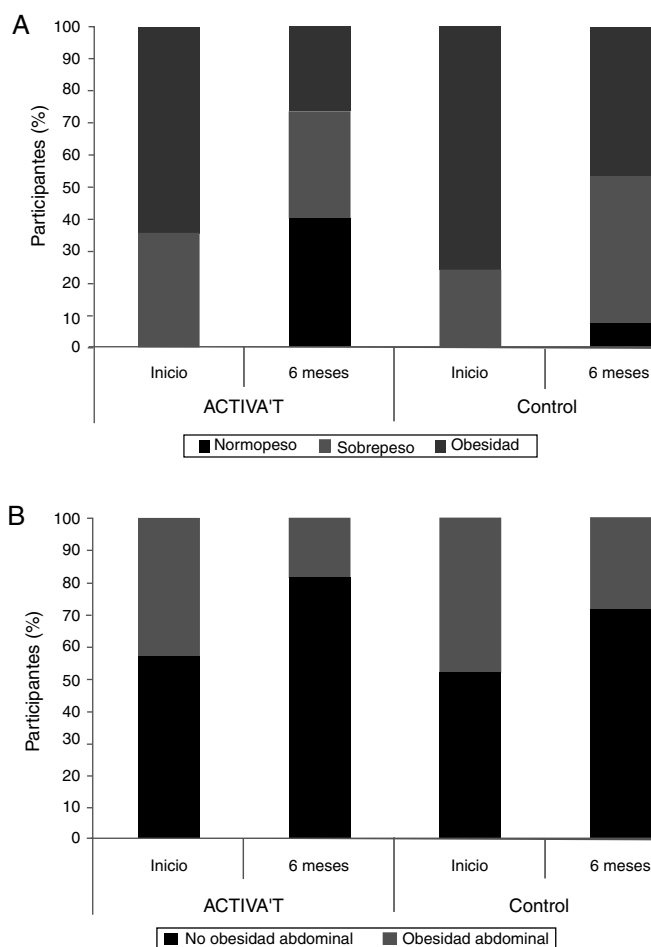 A
Participantes (%)
100
90
80
70
60
50
40
30
20
10
0
Inicio
6 meses
Inicio
6 meses
ACTIVA'T
Control
Normopeso
Sobrepeso
Obesidad
B
Participantes (%)
100
90
80
70
60
50
40
30
20
10
0
Inicio
6 meses
Inicio
6 meses
ACTIVA'T
Control
No obesidad abdominal
Obesidad abdominal